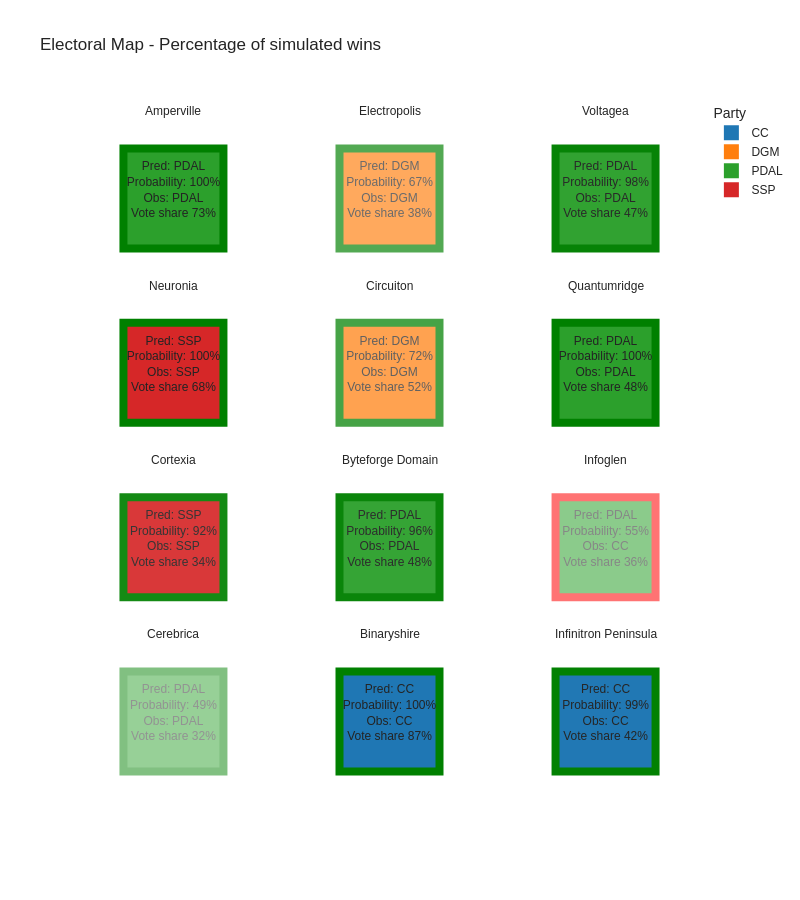 Electoral Map - Percentage of simulated wins
Party
CC
DGM
PDAL
SSP
Amperville
Pred: PDAL
Probability: 100%
Obs: PDAL
Vote share 73%
Electropolis
Pred: DGM
Probability: 67%
Obs: DGM
Vote share 38%
Voltagea
Pred: PDAL
Probability: 98%
Obs: PDAL
Vote share 47%
Neuronia
Pred: SSP
Probability: 100%
Obs: SSP
Vote share 68%
Circuiton
Pred: DGM
Probability: 72%
Obs: DGM
Vote share 52%
Quantumridge
Pred: PDAL
Probability: 100%
Obs: PDAL
Vote share 48%
Cortexia
Pred: SSP
Probability: 92%
Obs: SSP
Vote share 34%
Byteforge Domain
Pred: PDAL
Probability: 96%
Obs: PDAL
Vote share 48%
Infoglen
Pred: PDAL
Probability: 55%
Obs: CC
Vote share 36%
Cerebrica
Pred: PDAL
Probability: 49%
Obs: PDAL
Vote share 32%
Binaryshire
Pred: CC
Probability: 100%
Obs: CC
Vote share 87%
Infinitron Peninsula
Pred: CC
Probability: 99%
Obs: CC
Vote share 42%